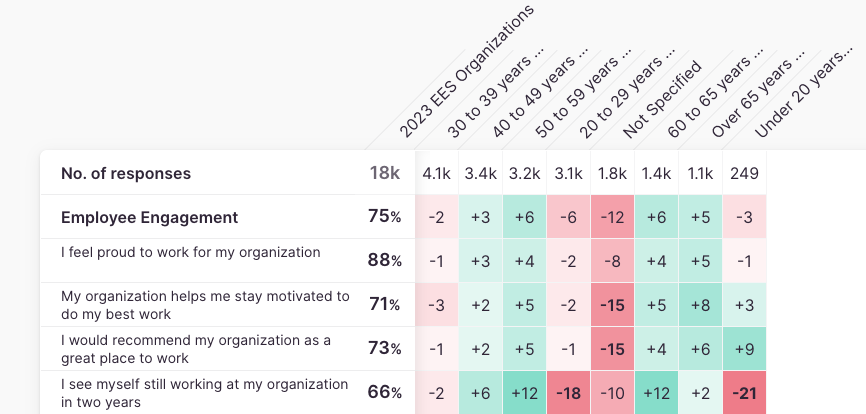 2023 EES Organizations
30 to 39 years ...
40 to 49 years ...
50 to 59 years ...
20 to 29 years ...
Not Specified
60 to 65 years ...
Over 65 years ...
Under 20 years...
No. of responses 18k 4.1k 3.4k 3.2k 3.1k 1.8k 1.4k 1.1k 249
Employee Engagement 75% -2 +3 +6 -6 -12 +6 +5 -3
I feel proud to work for my organization 88% -1 +3 +4 -2 -8 +4 +5 -1
My organization helps me stay motivated to
do my best work 71% -3 +2 +5 -2 -15 +5 +8 +3
I would recommend my organization as a
great place to work 73% -1 +2 +5 -1 -15 +4 +6 +9
I see myself still working at my organization
in two years 66% -2 +6 +12 -18 -10 +12 +2 -21